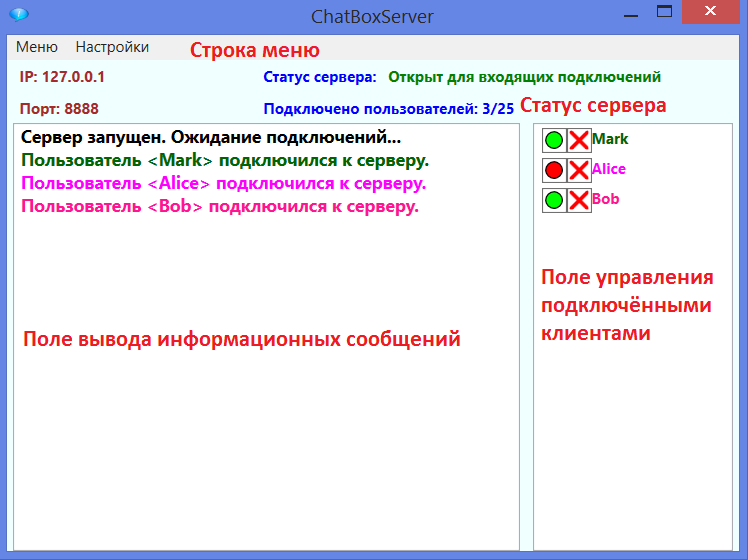 ChatBoxServer
Меню Настройки Строка меню
IP: 127.0.0.1 Статус сервера: Открыт для входящих подключений
Порт: 8888 Подключено пользователей: 3/25 Статус сервера
Сервер запущен. Ожидание подключений...
Пользователь <Mark> подключился к серверу.
Пользователь <Alice> подключился к серверу.
Пользователь <Bob> подключился к серверу.
Mark
Alice
Bob
Поле управления
подключёнными
клиентами
Поле вывода информационных сообщений